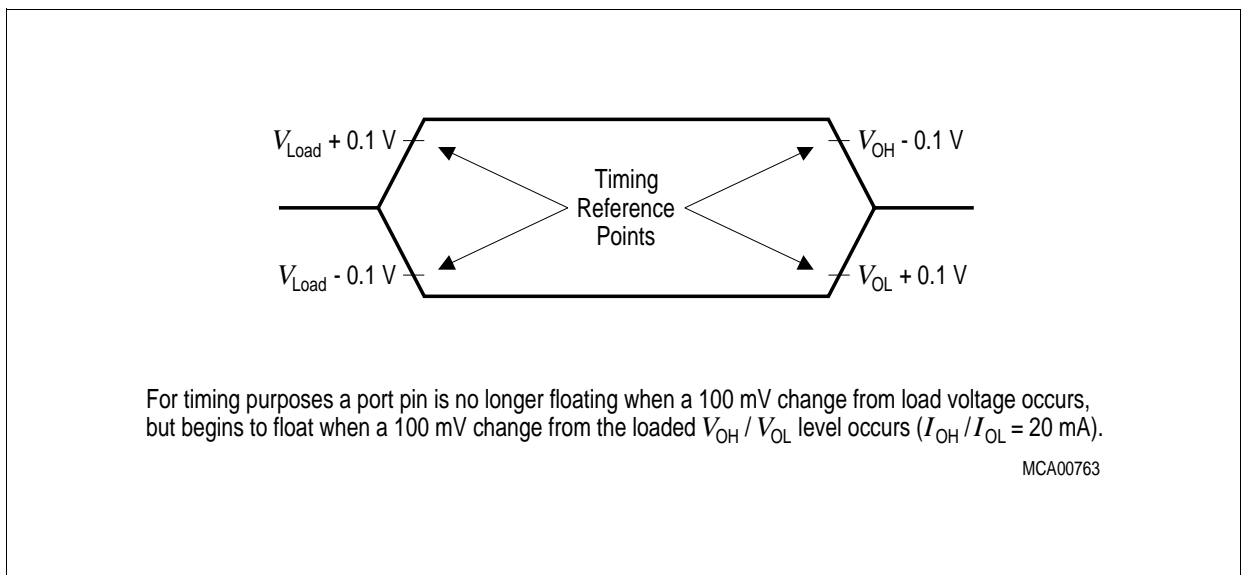 V_Load + 0.1 V
V_OH - 0.1 V
Timing
Reference
Points
V_Load - 0.1 V
V_OL + 0.1 V
For timing purposes a port pin is no longer floating when a 100 mV change from load voltage occurs,
but begins to float when a 100 mV change from the loaded V_OH / V_OL level occurs (I_OH / I_OL = 20 mA).
MCA00763